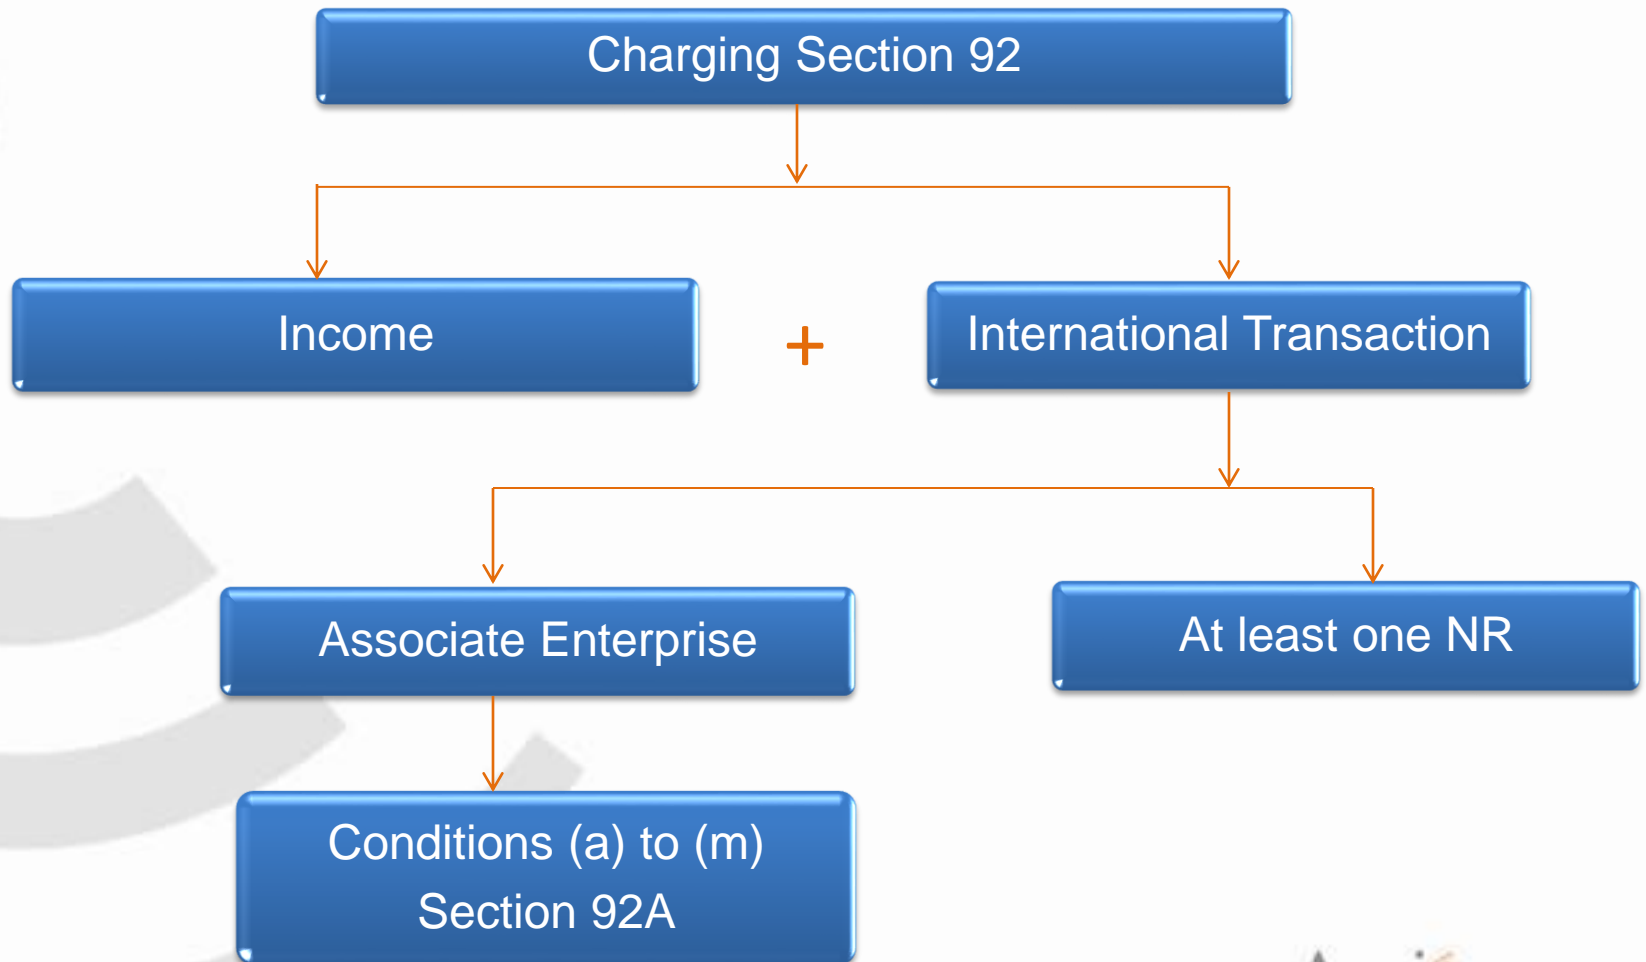 Charging Section 92
Income
+
International Transaction
Associate Enterprise
At least one NR
Conditions (a) to (m)
Section 92A